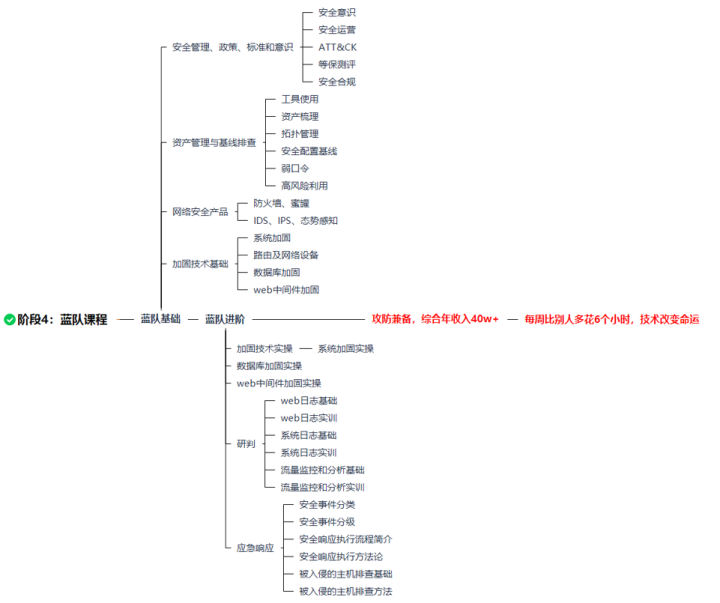 安全意识
安全运营
安全管理、政策、标准和意识
ATT&CK
等保测评
安全合规
工具使用
资产梳理
拓扑管理
资产管理与基线排查
安全配置基线
弱口令
高风险利用
防火墙、蜜罐
网络安全产品
IDS、IPS、态势感知
系统加固
路由及网络设备
加固技术基础
数据库加固
web中间件加固
阶段4：蓝队课程
蓝队基础
蓝队进阶
攻防兼备，综合年收入40w+
每周比别人多花6个小时，技术改变命运
加固技术实操
系统加固实操
数据库加固实操
web中间件加固实操
web日志基础
web日志实训
系统日志基础
研判
系统日志实训
流量监控和分析基础
流量监控和分析实训
安全事件分类
安全事件分级
安全响应执行流程简介
应急响应
安全响应执行方法论
被入侵的主机排查基础
被入侵的主机排查方法